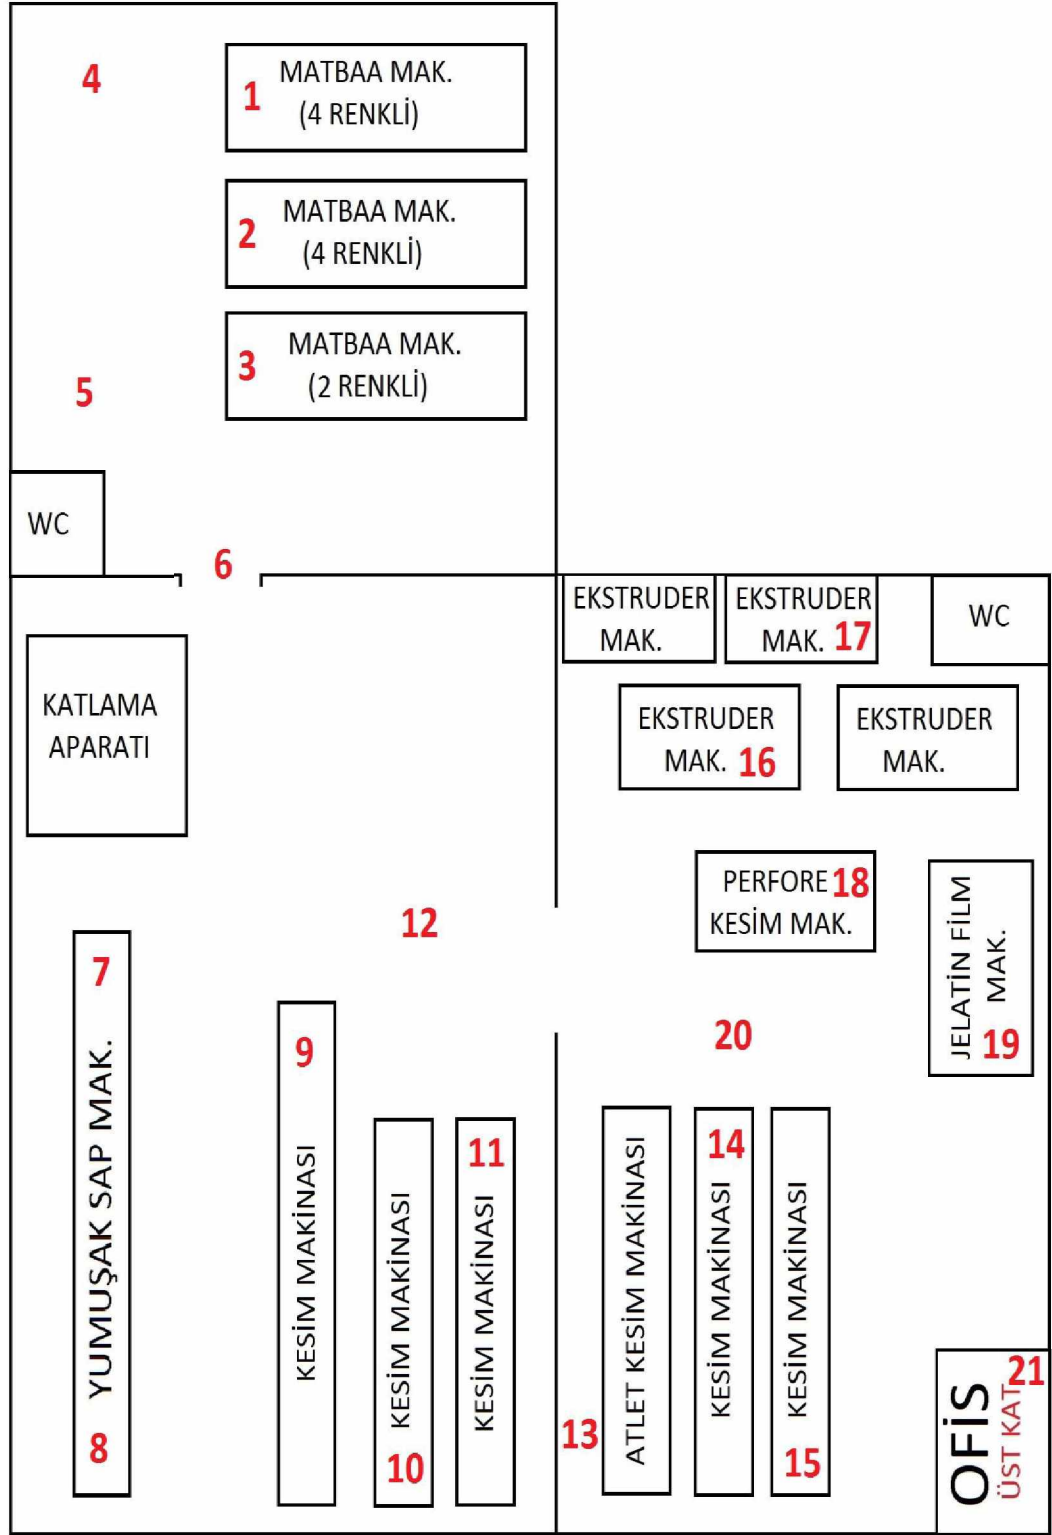 4
1 MATBAA MAK.
(4 RENKLİ)
2 MATBAA MAK.
(4 RENKLİ)
3 MATBAA MAK.
(2 RENKLİ)
5
WC
6
KATLAMA
APARATI
EKSTRUDER
MAK.
EKSTRUDER
MAK. 17
WC
EKSTRUDER
MAK. 16
EKSTRUDER
MAK.
PERFORE 18
KESİM MAK.
JELATİN FİLM
MAK. 19
12
20
7
YUMUŞAK SAP MAK.
8
9
KESİM MAKİNASI
KESİM MAKİNASI
10
11
KESİM MAKİNASI
13
ATLET KESİM MAKİNASI
14
KESİM MAKİNASI
KESİM MAKİNASI
15
21
OFİS
ÜST KAT